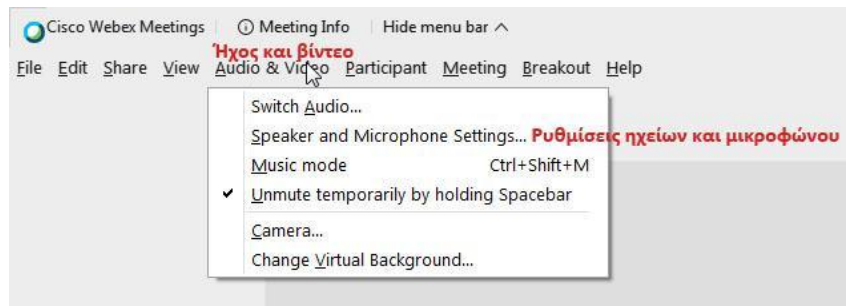 Cisco Webex Meetings Meeting Info Hide menu bar
Ήχος και βίντεο
File Edit Share View Audio & Video Participant Meeting Breakout Help
Switch Audio...
Speaker and Microphone Settings... Ρυθμίσεις ηχείων και μικροφώνου
Music mode Ctrl+Shift+M
Unmute temporarily by holding Spacebar
Camera...
Change Virtual Background...